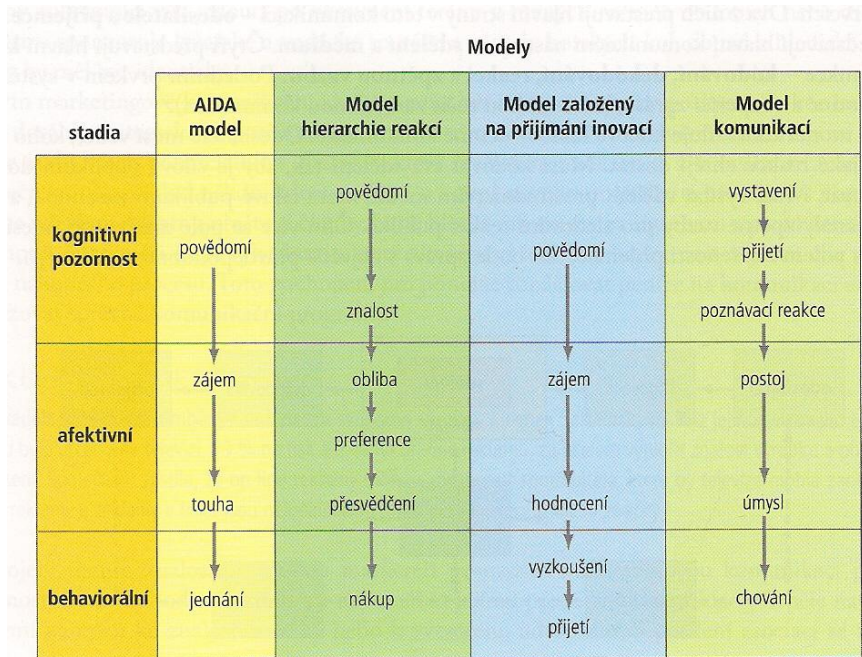 Modely
stadia
AIDA
model
Model
hierarchie reakcí
Model založený
na přijímání inovací
Model
komunikací
kognitivní
pozornost
povědomí
povědomí
znalost
povědomí
vystavení
přijetí
poznávací reakce
afektivní
zájem
touha
obliba
preference
přesvědčení
zájem
hodnocení
postoj
úmysl
behaviorální
jednání
nákup
vyzkoušení
přijetí
chování